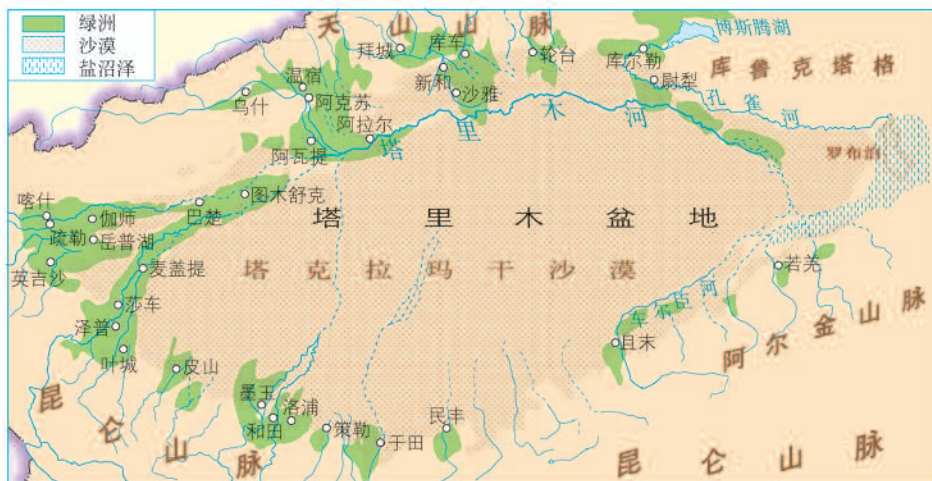 绿洲
沙漠
盐沼泽
天山山脉
拜城
库车
轮台
库尔勒
博斯腾湖
新和
沙雅
尉犁
库鲁克塔格
孔雀河
温宿
乌什
阿克苏
阿拉尔
阿瓦提
塔里木河
罗布泊
喀什
伽师
疏勒
岳普湖
英吉沙
巴楚
图木舒克
麦盖提
塔里木盆地
塔克拉玛干沙漠
莎车
泽普
叶城
皮山
若羌
车尔臣河
且末
阿尔金山脉
墨玉
洛浦
和田
策勒
于田
民丰
昆仑山脉
昆仑山脉